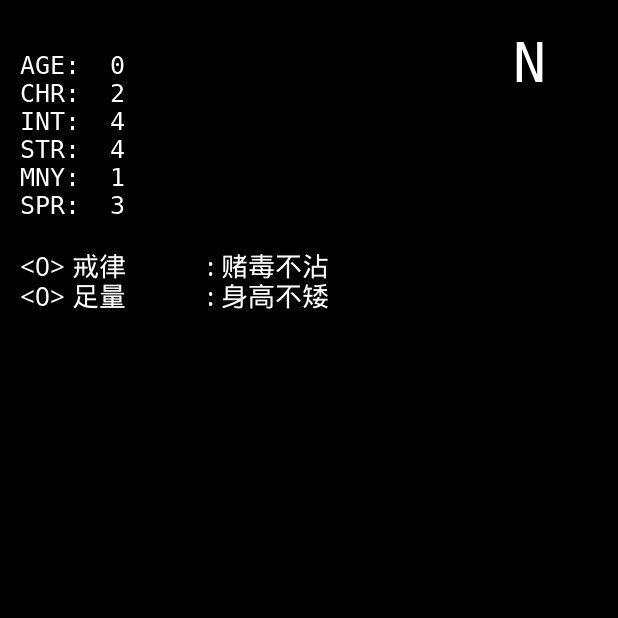 N
AGE: 0
CHR: 2
INT: 4
STR: 4
MNY: 1
SPR: 3
<O> 戒律 :赌毒不沾
<O> 足量 :身高不矮